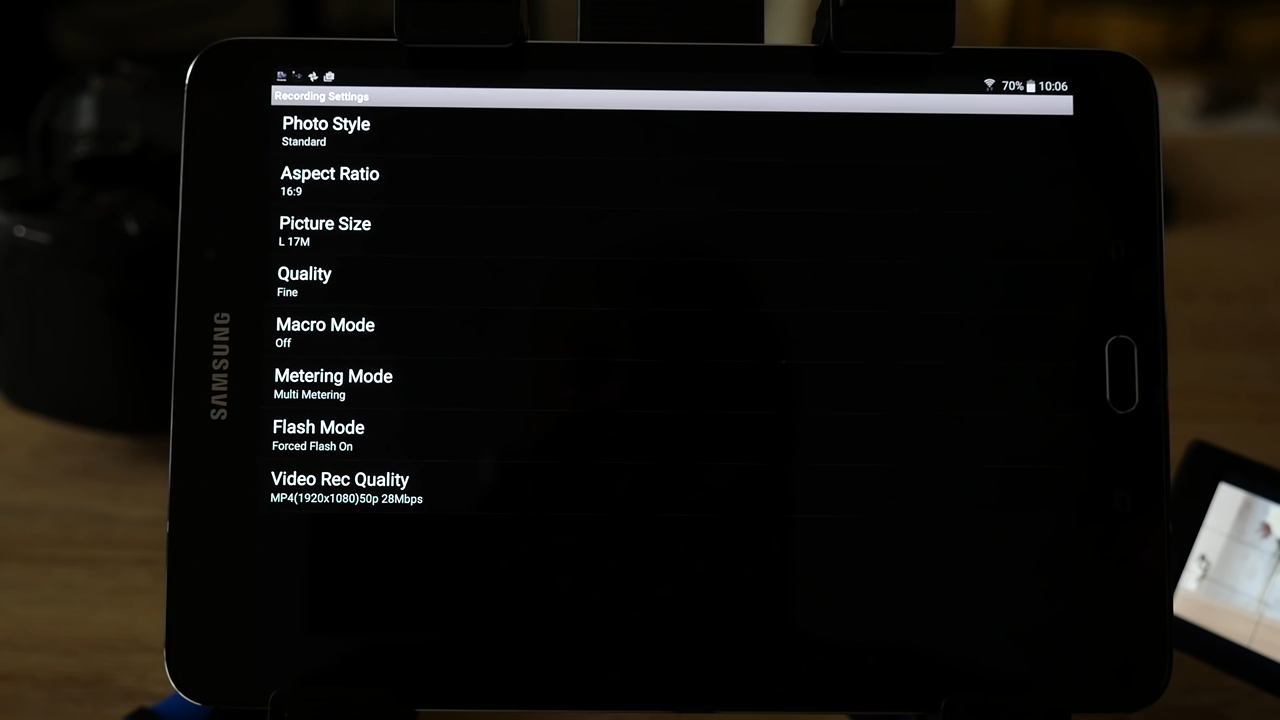 70% 10:06
Recording Settings
Photo Style
Standard
Aspect Ratio
16:9
Picture Size
L 17M
Quality
Fine
Macro Mode
Off
Metering Mode
Multi Metering
Flash Mode
Forced Flash On
Video Rec Quality
MP4(1920x1080)50p 28Mbps
SAMSUNG